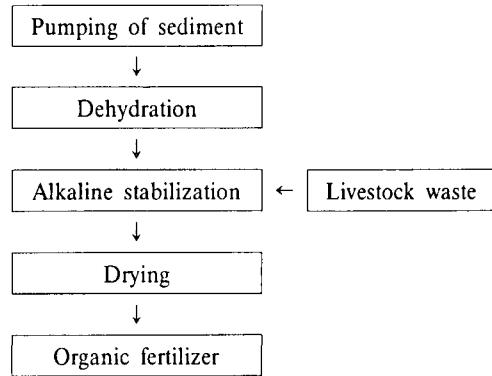 Pumping of sediment
↓
Dehydration
↓
Alkaline stabilization ← Livestock waste
↓
Drying
↓
Organic fertilizer